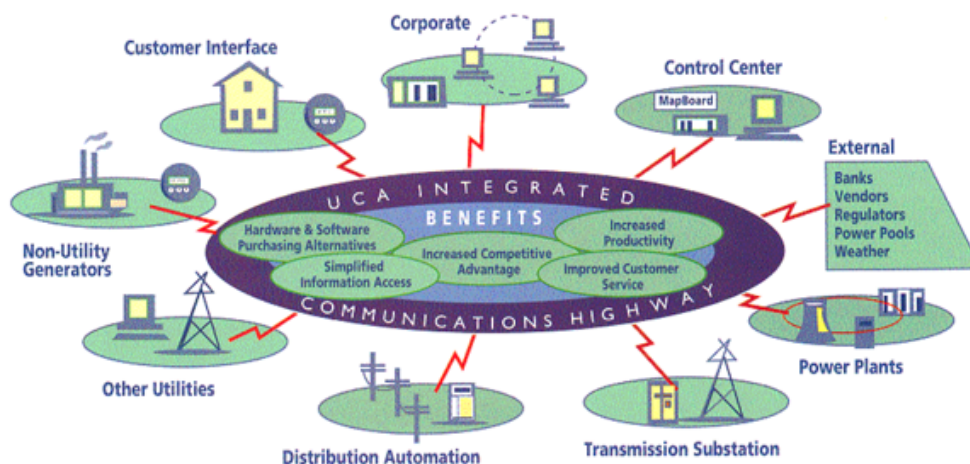 Corporate
Customer Interface
Control Center
MapBoard
External
Banks
Vendors
Regulators
Power Pools
Weather
Non-Utility
Generators
UCA INTEGRATED
BENEFITS
Hardware & Software
Purchasing Alternatives
Increased
Productivity
Increased Competitive
Advantage
Simplified
Information Access
Improved Customer
Service
COMMUNICATIONS HIGHWAY
Other Utilities
Power Plants
Distribution Automation
Transmission Substation